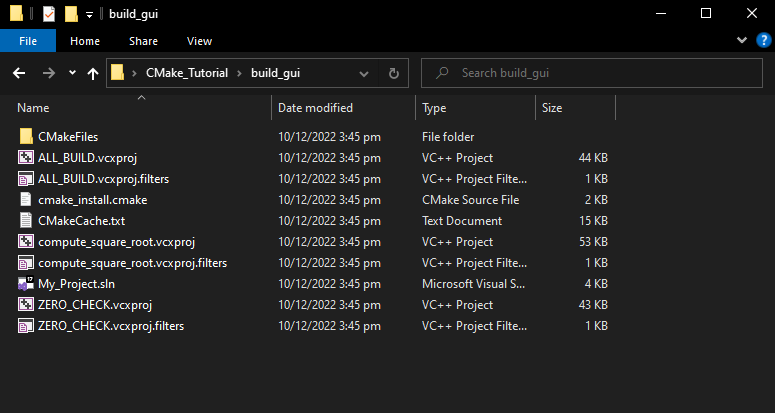 build_gui
File Home Share View
CMake_Tutorial build_gui Search build_gui
Name Date modified Type Size
CMakeFiles 10/12/2022 3:45 pm File folder
ALL_BUILD.vcxproj 10/12/2022 3:45 pm VC++ Project 44 KB
ALL_BUILD.vcxproj.filters 10/12/2022 3:45 pm VC++ Project Filte... 1 KB
cmake_install.cmake 10/12/2022 3:45 pm CMake Source File 2 KB
CMakeCache.txt 10/12/2022 3:45 pm Text Document 15 KB
compute_square_root.vcxproj 10/12/2022 3:45 pm VC++ Project 53 KB
compute_square_root.vcxproj.filters 10/12/2022 3:45 pm VC++ Project Filte... 1 KB
My_Project.sln 10/12/2022 3:45 pm Microsoft Visual S... 4 KB
ZERO_CHECK.vcxproj 10/12/2022 3:45 pm VC++ Project 43 KB
ZERO_CHECK.vcxproj.filters 10/12/2022 3:45 pm VC++ Project Filte... 1 KB